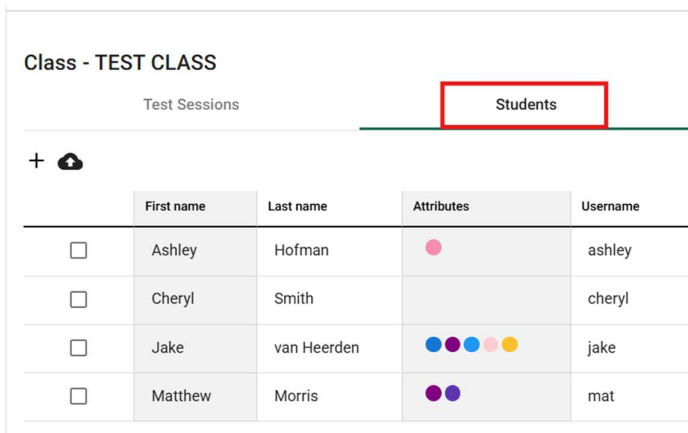 Class - TEST CLASS
Test Sessions Students
First name Last name Attributes Username
Ashley Hofman ashley
Cheryl Smith cheryl
Jake van Heerden jake
Matthew Morris mat